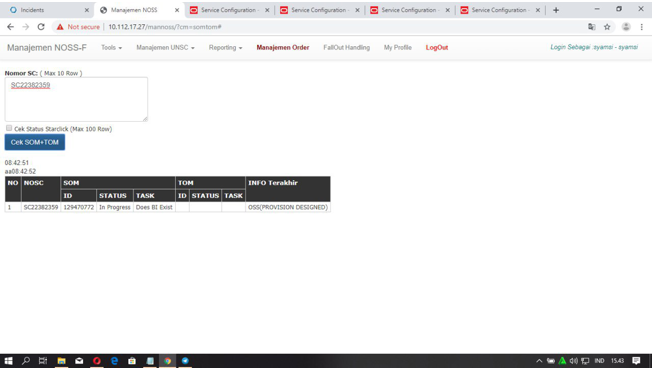 Incidents
Manajemen NOSS
Service Configuration -
Service Configuration -
Service Configuration -
Service Configuration -
Not secure | 10.112.17.27/mannoss/?cm=somtom#
Manajemen NOSS-F Tools Manajemen UNSC Reporting Manajemen Order FallOut Handling My Profile LogOut Login Sebagai :syamsi - syamsi
Nomor SC: ( Max 10 Row )
SC22382359
Cek Status Starclick (Max 100 Row)
Cek SOM+TOM
08:42:51
aa08:42:52
NO NOSC SOM TOM INFO Terakhir
ID STATUS TASK ID STATUS TASK
1 SC22382359 129470772 In Progress Does BI Exist OSS(PROVISION DESIGNED)
IND 15.43